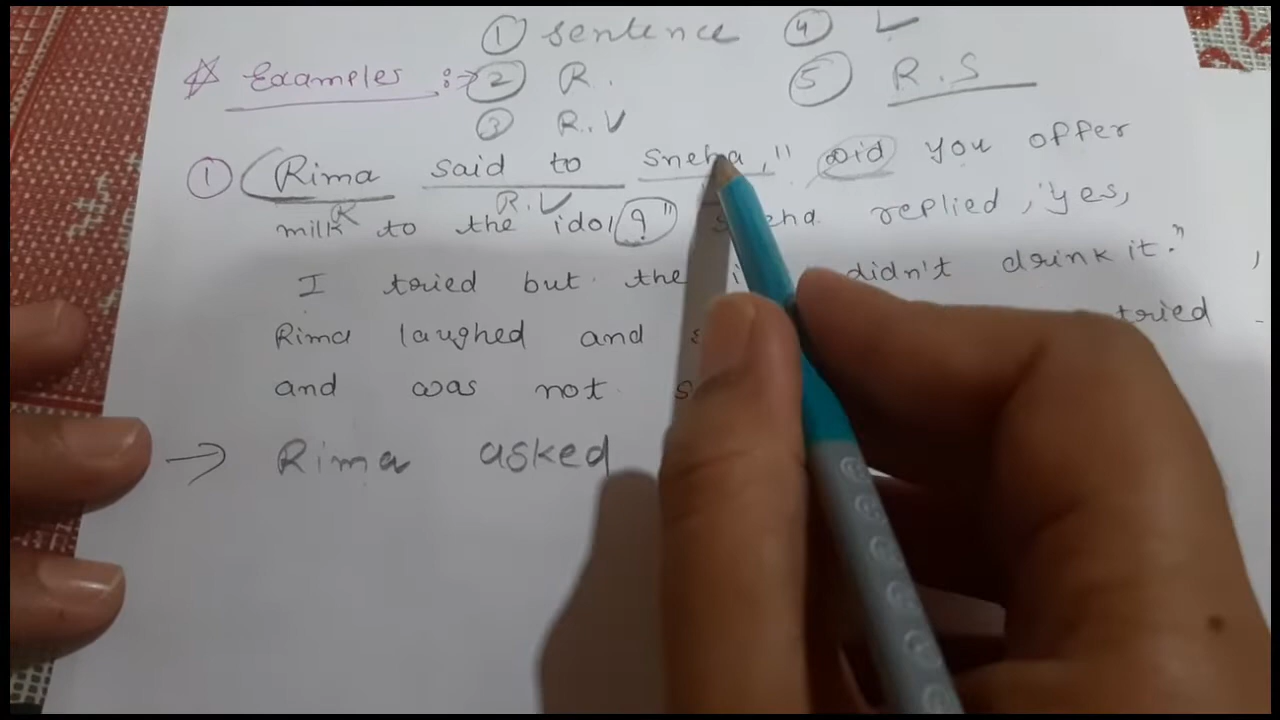 ① sentence ④ L
☆ Examples :→ ② R. ⑤ R.S
③ R.V
① Rima said to Sneha," Did you offer
R R.V
milk to the idol?" replied, "yes,
I tried but the didn't drink it."
Rima laughed and tried
and was not
→ Rima asked